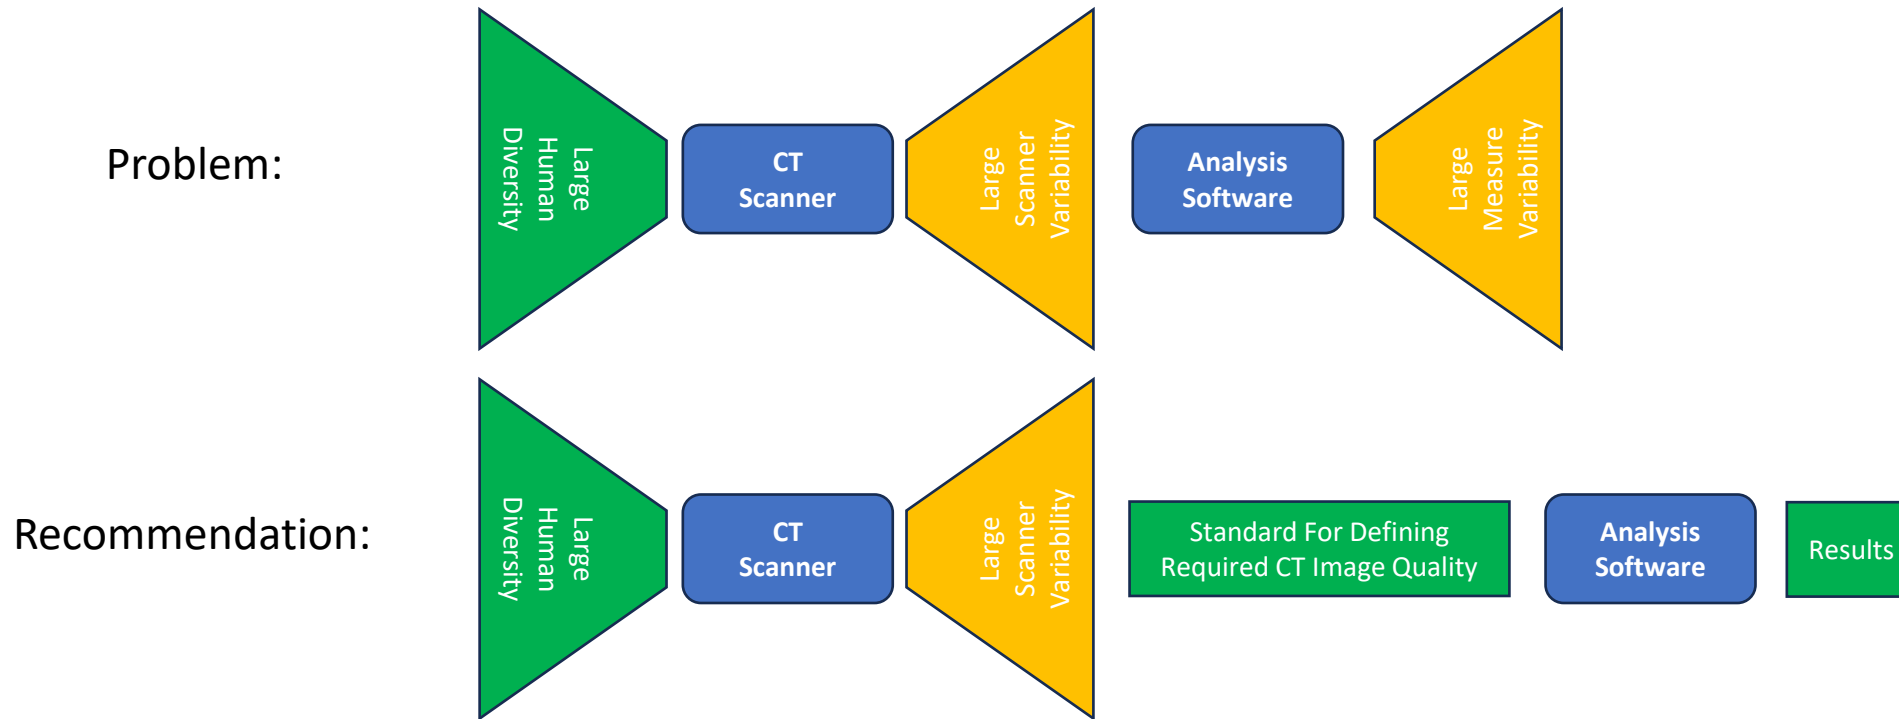 Problem:
Large
Human
Diversity
CT
Scanner
Large
Scanner
Variability
Analysis
Software
Large
Measure
Variability
Recommendation:
Large
Human
Diversity
CT
Scanner
Large
Scanner
Variability
Standard For Defining
Required CT Image Quality
Analysis
Software
Results